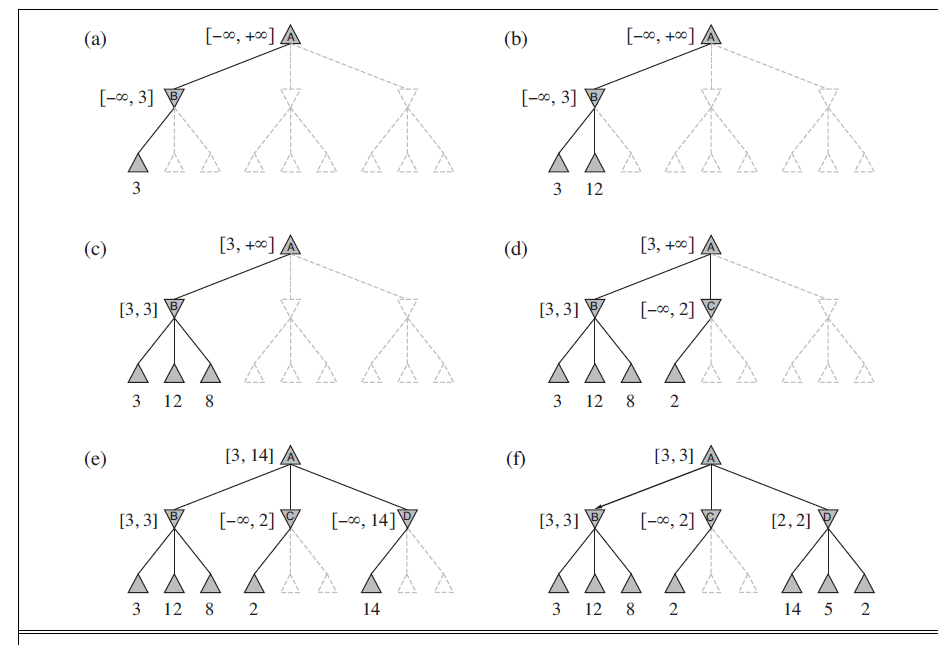 (a) [−∞, +∞] A
[−∞, 3] B
3
(b) [−∞, +∞] A
[−∞, 3] B
3 12
(c) [3, +∞] A
[3, 3] B
3 12 8
(d) [3, +∞] A
[3, 3] B [−∞, 2] C
3 12 8 2
(e) [3, 14] A
[3, 3] B [−∞, 2] C [−∞, 14] D
3 12 8 2 14
(f) [3, 3] A
[3, 3] B [−∞, 2] C [2, 2] D
3 12 8 2 14 5 2